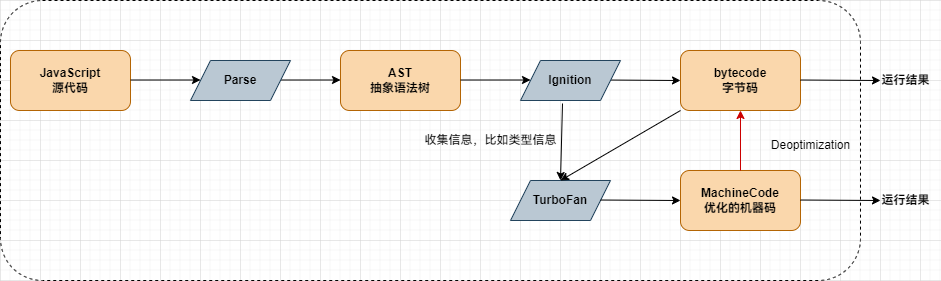 JavaScript
源代码
Parse
AST
抽象语法树
Ignition
bytecode
字节码
运行结果
收集信息，比如类型信息
Deoptimization
TurboFan
MachineCode
优化的机器码
运行结果